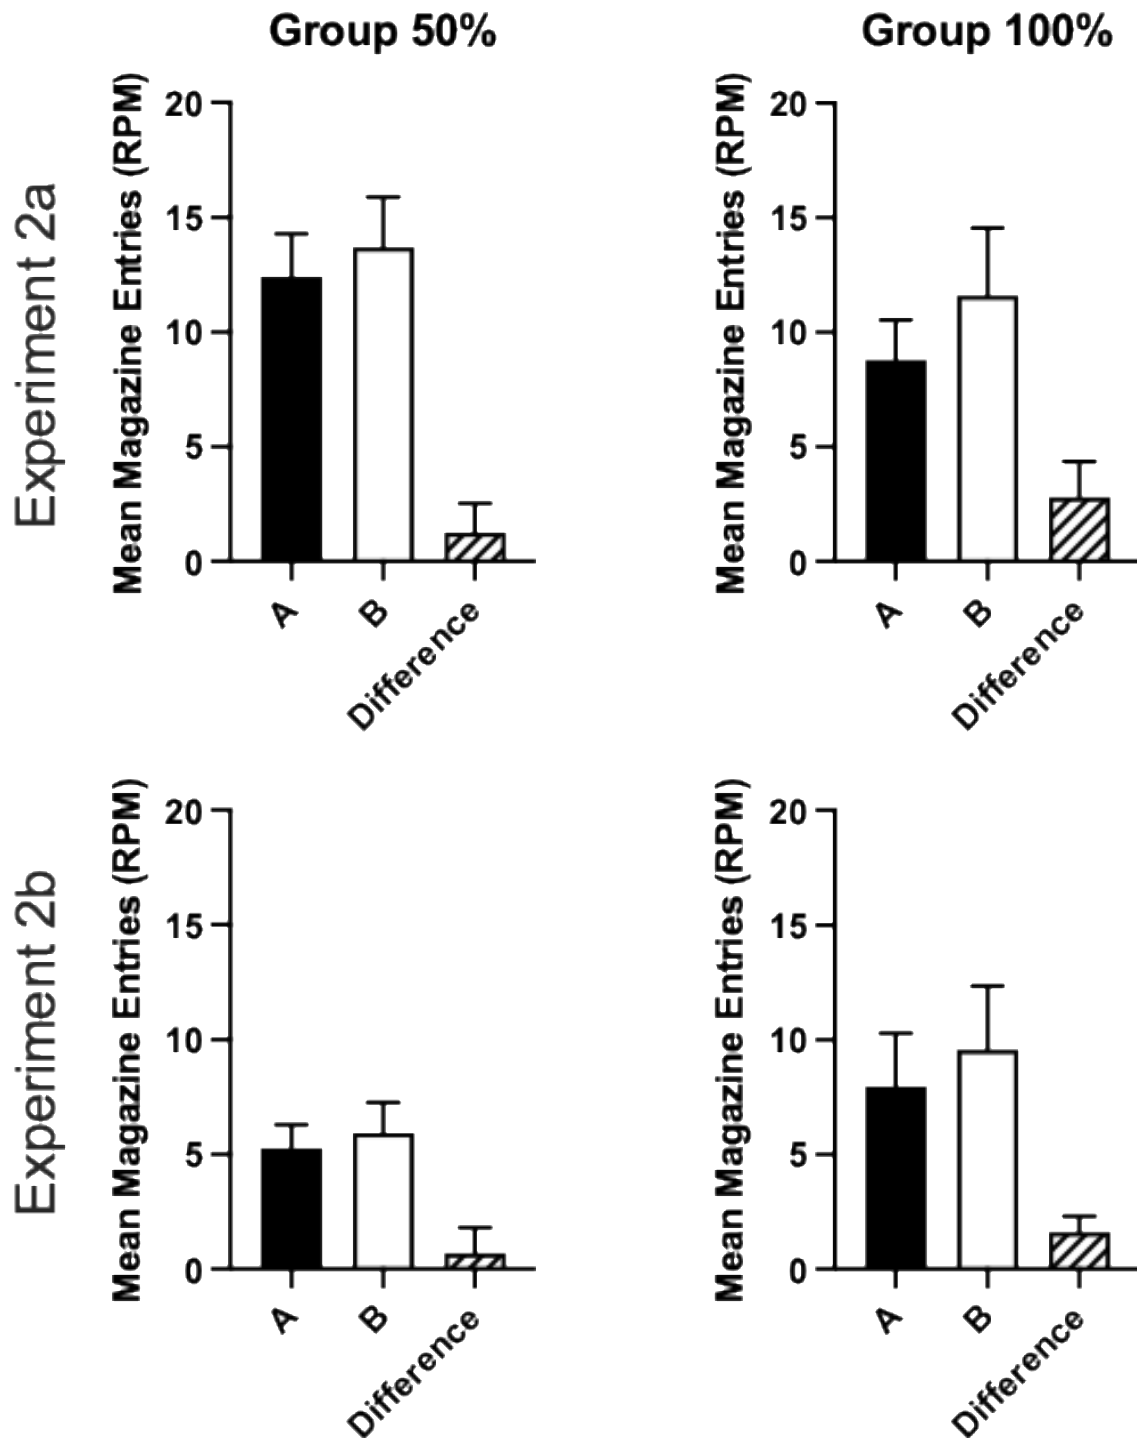 Group 50%
Group 100%
Experiment 2a
Mean Magazine Entries (RPM)
20
15
10
5
0
A
B
Difference
Mean Magazine Entries (RPM)
20
15
10
5
0
A
B
Difference
Experiment 2b
Mean Magazine Entries (RPM)
20
15
10
5
0
A
B
Difference
Mean Magazine Entries (RPM)
20
15
10
5
0
A
B
Difference